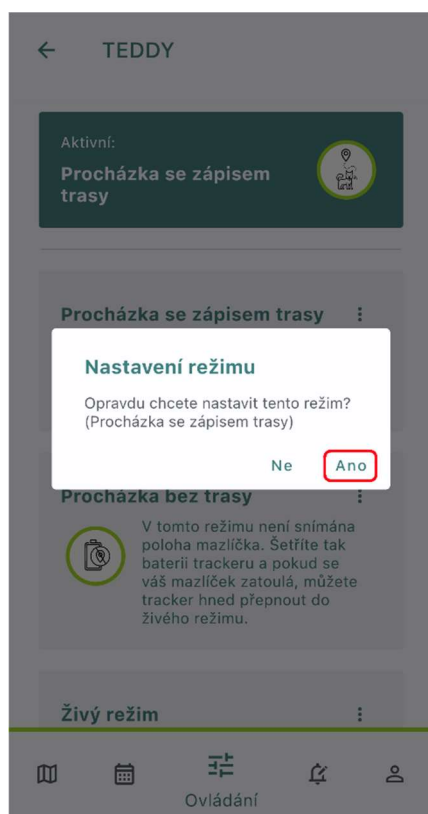 TEDDY
Aktivní:
Procházka se zápisem
trasy
Procházka se zápisem trasy
Nastavení režimu
Opravdu chcete nastavit tento režim?
(Procházka se zápisem trasy)
Ne Ano
Procházka bez trasy
V tomto režimu není snímána
poloha mazlíčka. Šetříte tak
baterii trackeru a pokud se
váš mazlíček zatoulá, můžete
tracker hned přepnout do
živého režimu.
Živý režim
Ovládání